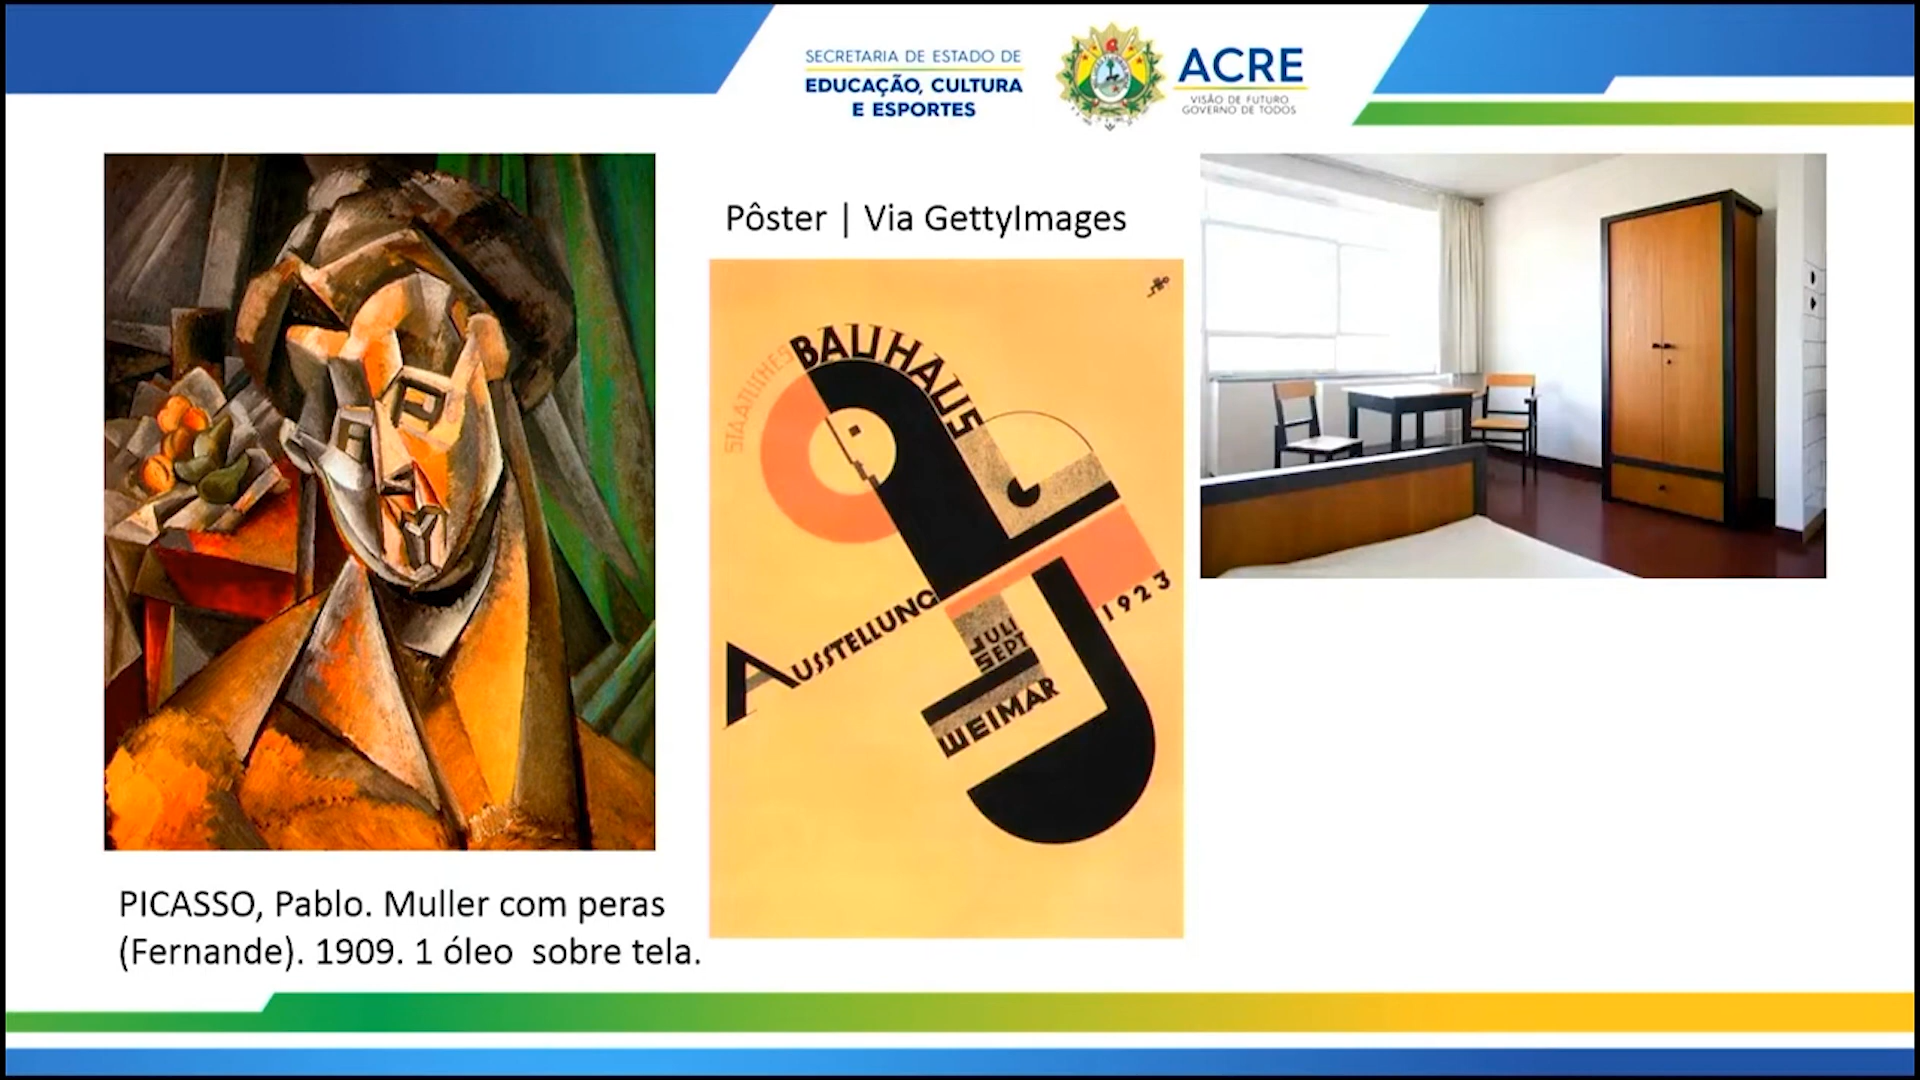 SECRETARIA DE ESTADO DE
EDUCAÇÃO, CULTURA
E ESPORTES
ACRE
VISÃO DE FUTURO
GOVERNO DE TODOS
Pôster | Via GettyImages
STAATLICHES
BAUHAUS
AUSSTELLUNG
1923
JULI
SEPT
WEIMAR
PICASSO, Pablo. Muller com peras
(Fernande). 1909. 1 óleo  sobre tela.